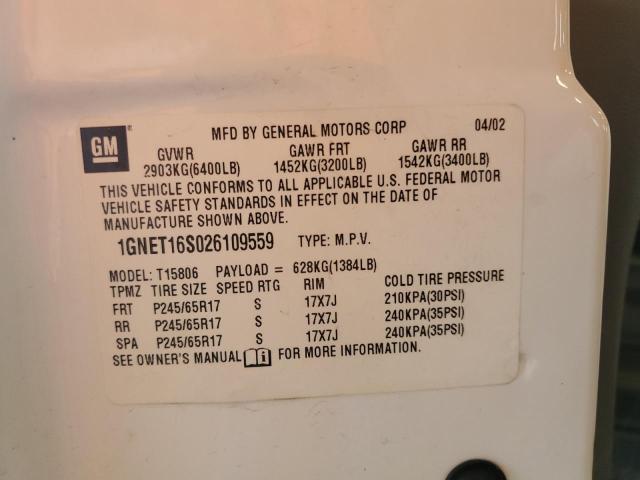 GM
MFD BY GENERAL MOTORS CORP 04/02
GVWR GAWR FRT GAWR RR
2903KG(6400LB) 1452KG(3200LB) 1542KG(3400LB)
THIS VEHICLE CONFORMS TO ALL APPLICABLE U.S. FEDERAL MOTOR
VEHICLE SAFETY STANDARDS IN EFFECT ON THE DATE OF
MANUFACTURE SHOWN ABOVE.
1GNET16S026109559 TYPE: M.P.V.
MODEL: T15806 PAYLOAD = 628KG(1384LB)
TPMZ TIRE SIZE SPEED RTG RIM COLD TIRE PRESSURE
FRT P245/65R17 S 17X7J 210KPA(30PSI)
RR P245/65R17 S 17X7J 240KPA(35PSI)
SPA P245/65R17 S 17X7J 240KPA(35PSI)
SEE OWNER'S MANUAL FOR MORE INFORMATION.